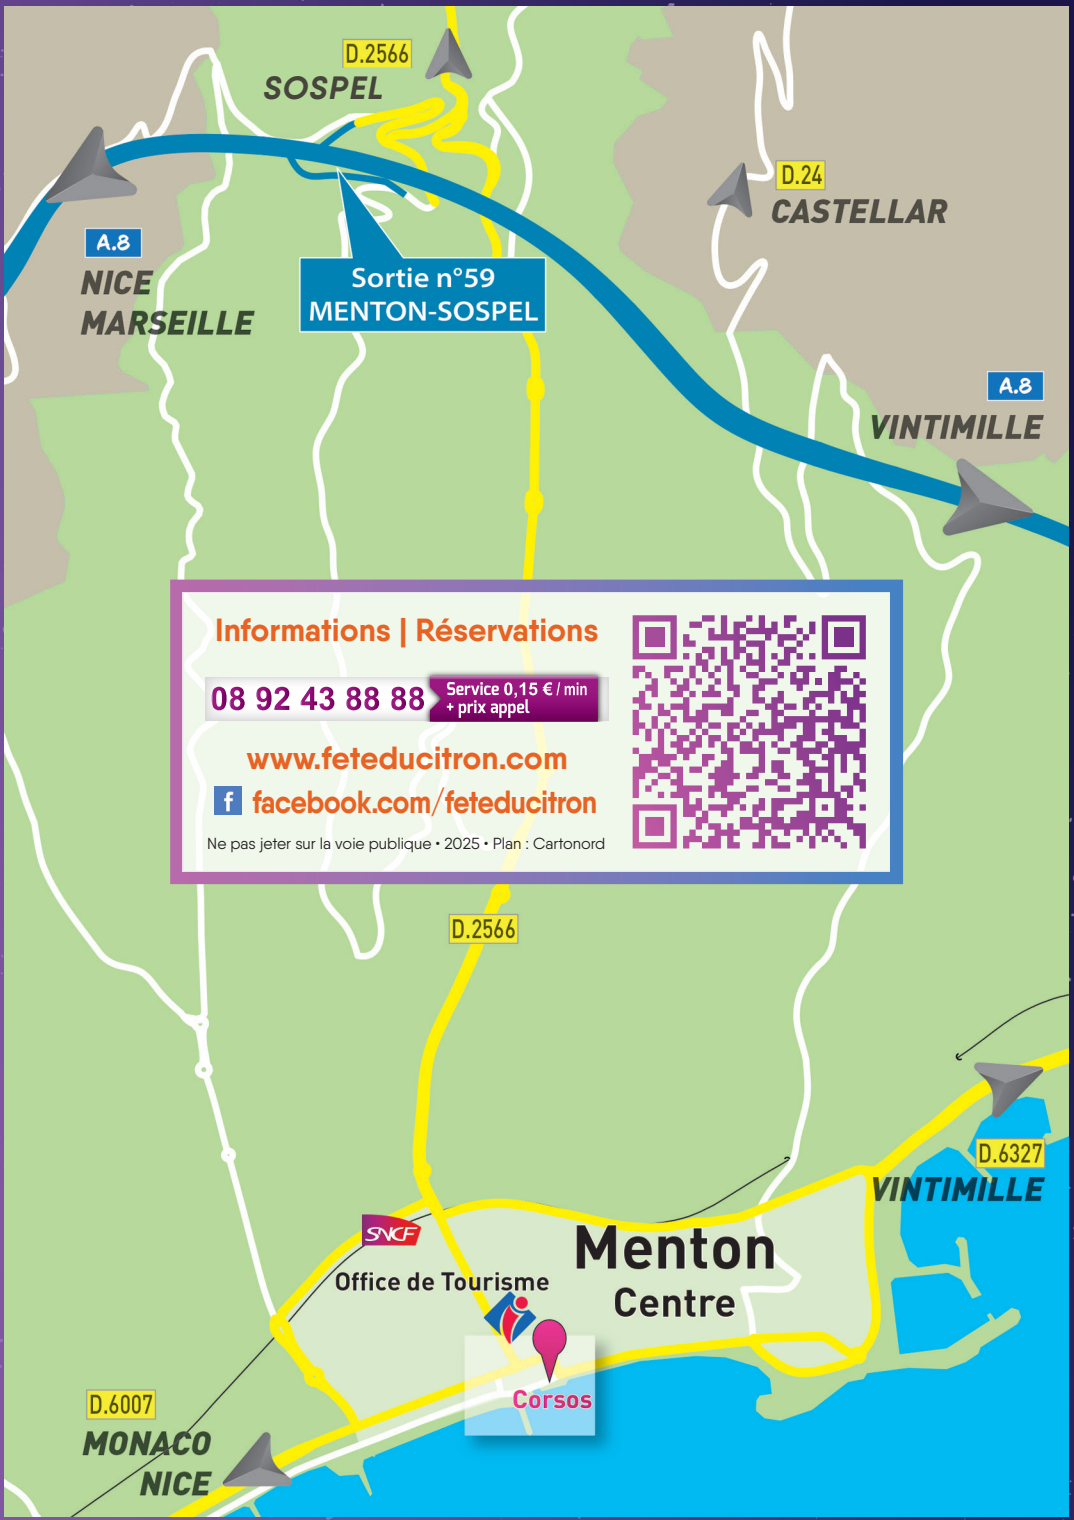 D.2566
SOSPEL
D.24
CASTELLAR
A.8
NICE
MARSEILLE
Sortie n°59
MENTON-SOSPEL
A.8
VINTIMILLE
Informations | Réservations
08 92 43 88 88
Service 0,15 € / min
+ prix appel
www.feteducitron.com
f facebook.com/feteducitron
Ne pas jeter sur la voie publique • 2025 • Plan : Cartonord
D.2566
D.6327
VINTIMILLE
SNCF
Menton
Centre
Office de Tourisme
Corsos
D.6007
MONACO
NICE